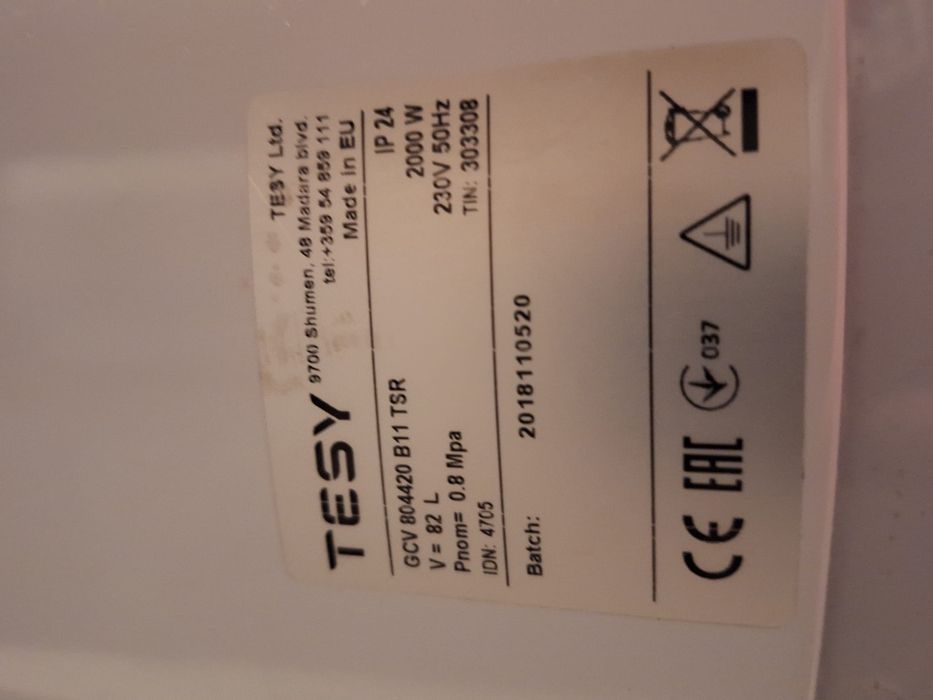 TESY Ltd.
9700 Shumen, 48 Madara blvd.
tel:+359 54 859 111
TESY
Made in EU
GCV 804420 B11 TSR
IP 24
V = 82 L
2000 W
Pnom= 0.8 Mpa
230V 50Hz
IDN: 4705
TIN: 303308
Batch: 2018110520
CE EAC 037